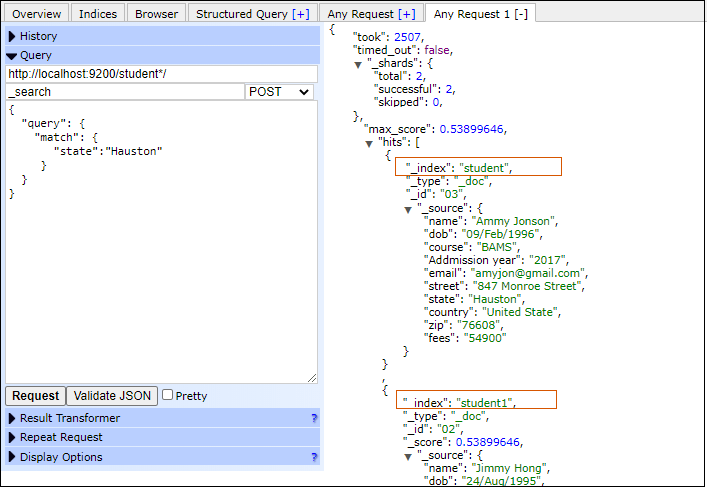 Overview Indices Browser Structured Query [+] Any Request [+] Any Request 1 [-]
History
Query
http://localhost:9200/student*/
_search POST
{
"query": {
"match": {
"state":"Hauston"
}
}
}
Request Validate JSON Pretty
Result Transformer ?
Repeat Request
Display Options ?
{
"took": 2507,
"timed_out": false,
"_shards": {
"total": 2,
"successful": 2,
"skipped": 0,
},
"max_score": 0.53899646,
"hits": [
{
"_index": "student",
"_type": "_doc",
"_id": "03",
"_source": {
"name": "Ammy Jonson",
"dob": "09/Feb/1996",
"course": "BAMS",
"Addmission year": "2017",
"email": "amyjon@gmail.com",
"street": "847 Monroe Street",
"state": "Hauston",
"country": "United State",
"zip": "76608",
"fees": "54900"
}
}
,
{
"_index": "student1",
"_type": "_doc",
"_id": "02",
"_score": 0.53899646,
"_source": {
"name": "Jimmy Hong",
"dob": "24/Aug/1995",